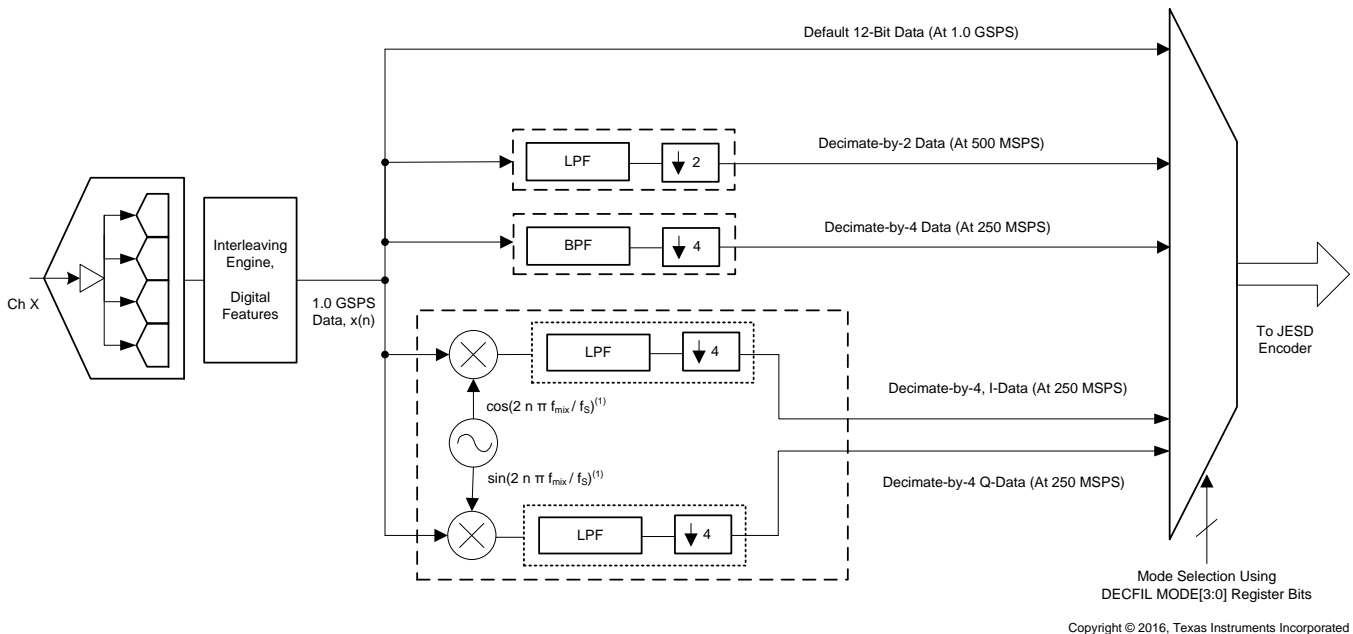 Default 12-Bit Data (At 1.0 GSPS)
LPF
2
Decimate-by-2 Data (At 500 MSPS)
BPF
4
Decimate-by-4 Data (At 250 MSPS)
Ch X
Interleaving
Engine,
Digital
Features
1.0 GSPS
Data, x(n)
LPF
4
cos(2 n π fmix / fS)(1)
Decimate-by-4, I-Data (At 250 MSPS)
sin(2 n π fmix / fS)(1)
Decimate-by-4 Q-Data (At 250 MSPS)
LPF
4
To JESD
Encoder
Mode Selection Using
DECFIL MODE[3:0] Register Bits
Copyright © 2016, Texas Instruments Incorporated